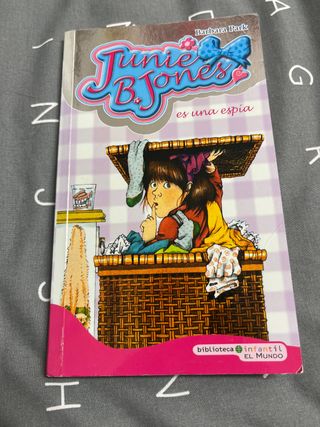 Barbara Park
Junie
B. Jones
es una espía
biblioteca infantil
EL MUNDO
A
G
N
K
S
N
J
S
H